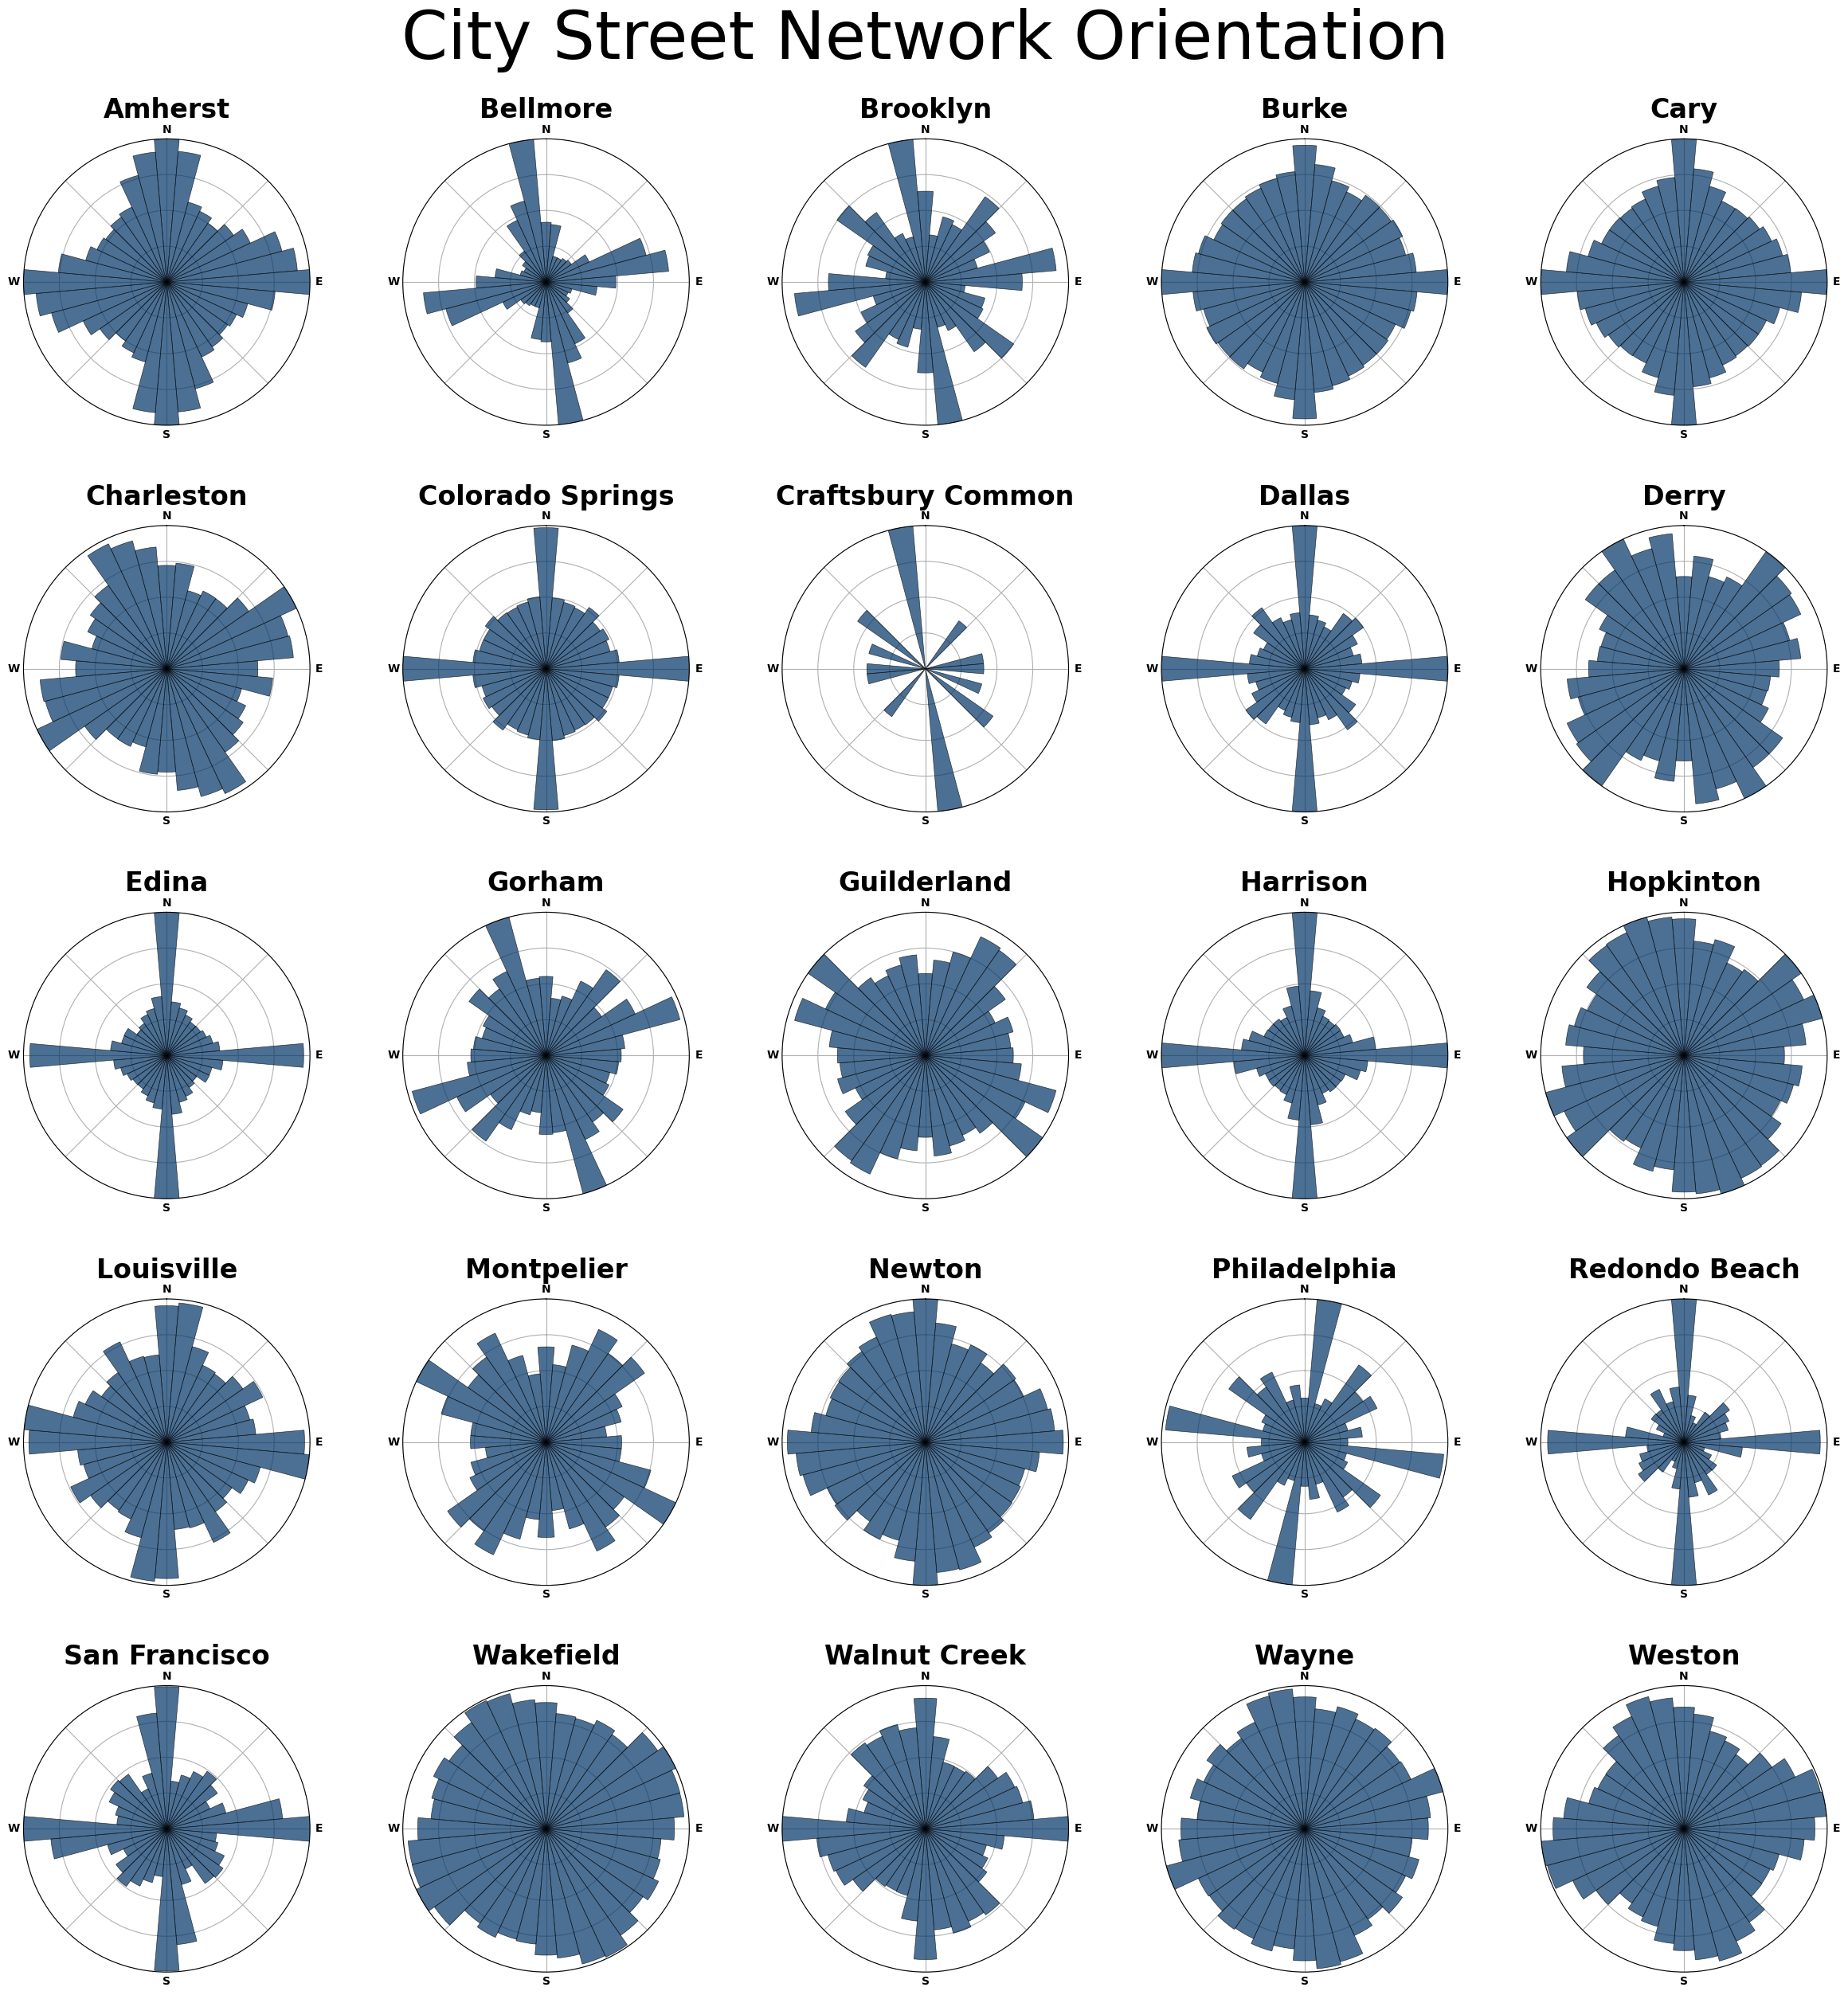 City Street Network Orientation
Amherst Bellmore Brooklyn Burke Cary
N N N N N
W E W E W E W E W E
S S S S S
Charleston Colorado Springs Craftsbury Common Dallas Derry
N N N N N
W E W E W E W E W E
S S S S S
Edina Gorham Guilderland Harrison Hopkinton
N N N N N
W E W E W E W E W E
S S S S S
Louisville Montpelier Newton Philadelphia Redondo Beach
N N N N N
W E W E W E W E W E
S S S S S
San Francisco Wakefield Walnut Creek Wayne Weston
N N N N N
W E W E W E W E W E
S S S S S